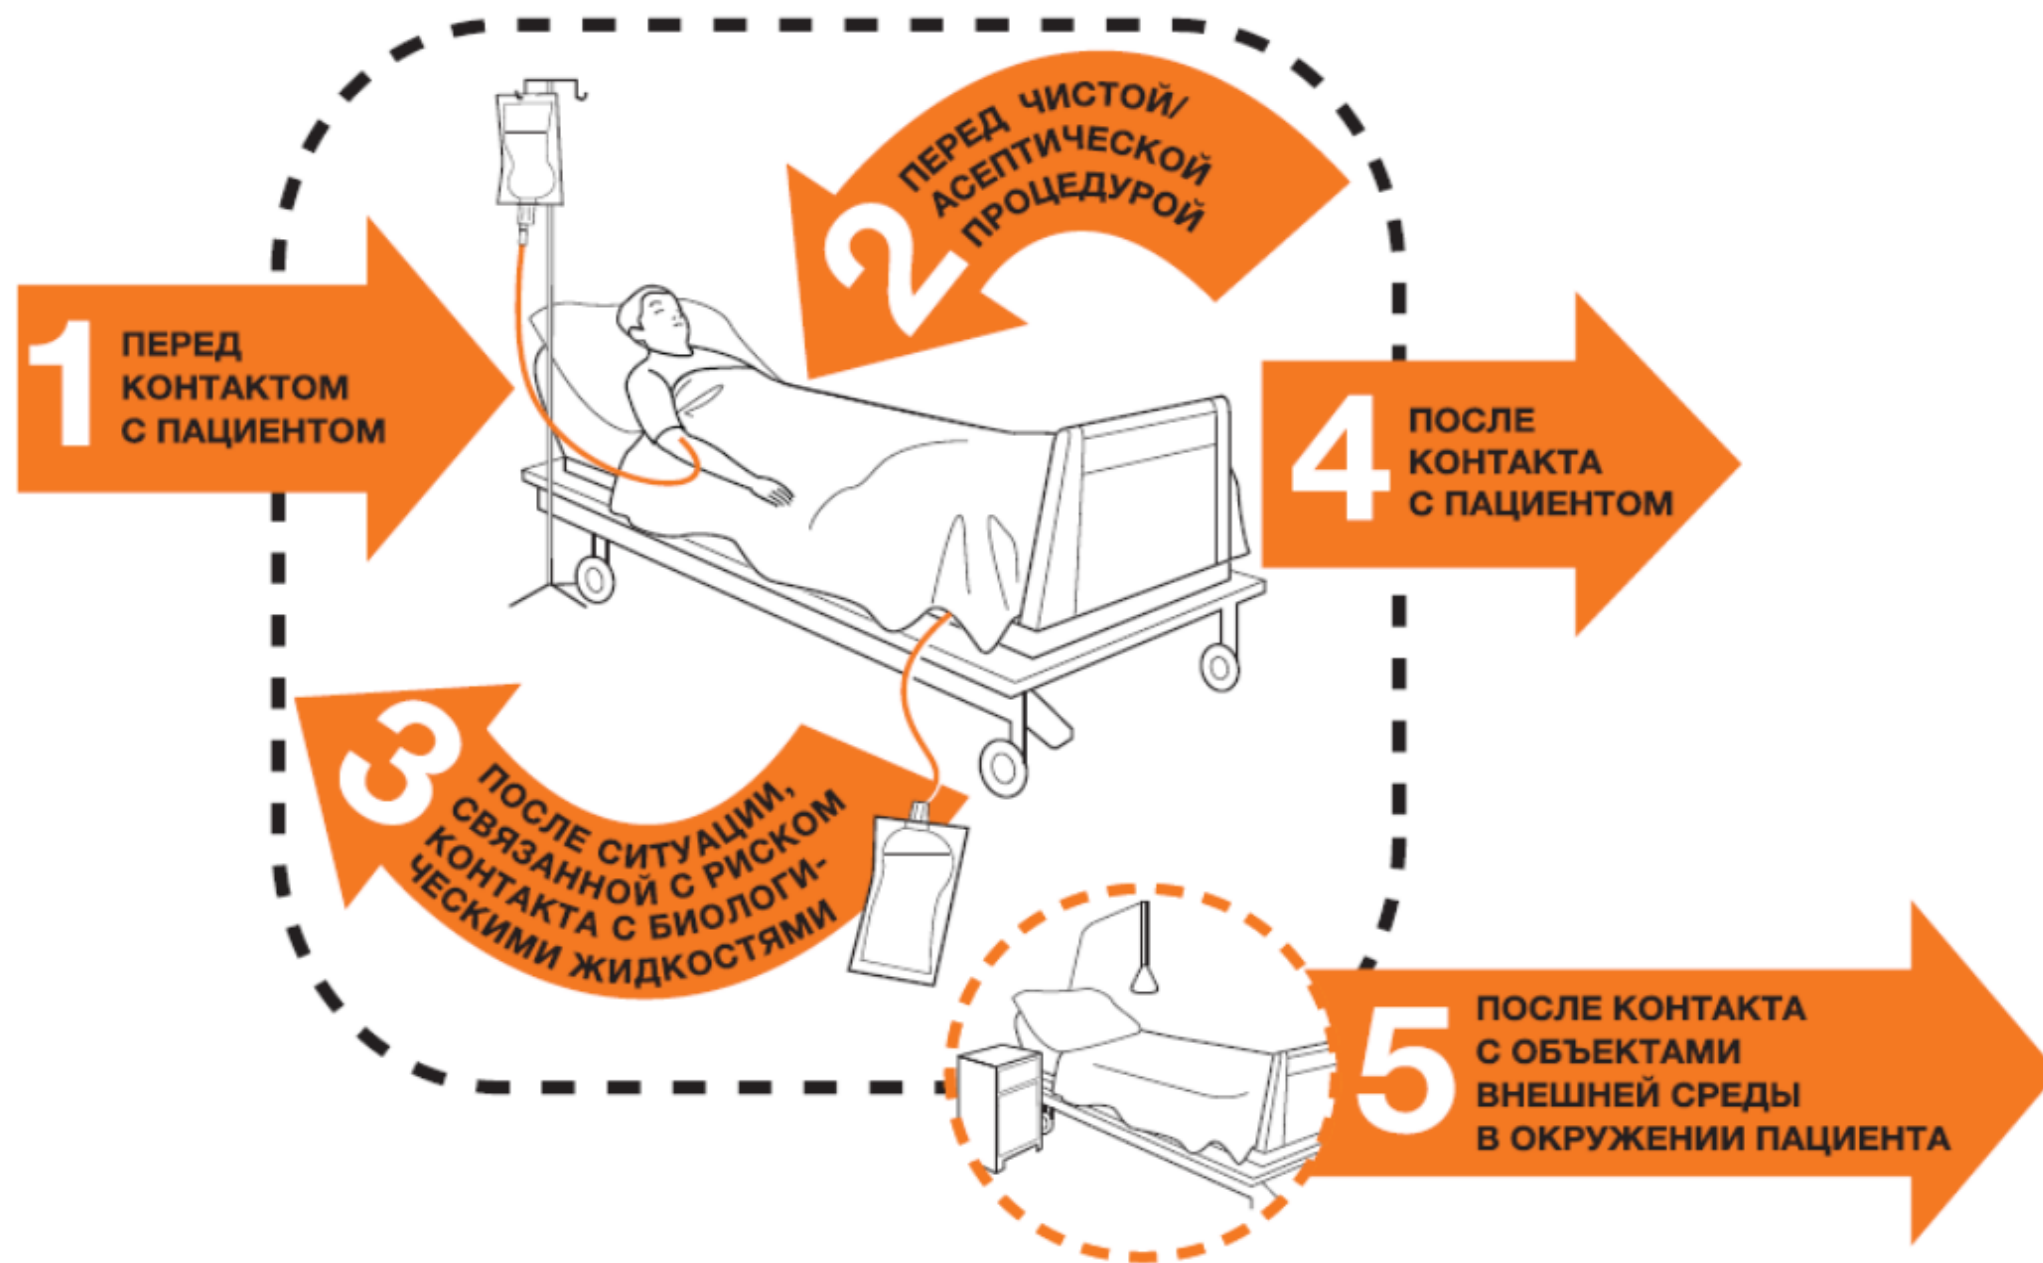 1
ПЕРЕД
КОНТАКТОМ
С ПАЦИЕНТОМ
2
ПЕРЕД ЧИСТОЙ/
АСЕПТИЧЕСКОЙ
ПРОЦЕДУРОЙ
3
ПОСЛЕ СИТУАЦИИ,
СВЯЗАННОЙ С РИСКОМ
КОНТАКТА С БИОЛОГИ-
ЧЕСКИМИ ЖИДКОСТЯМИ
4
ПОСЛЕ
КОНТАКТА
С ПАЦИЕНТОМ
5
ПОСЛЕ КОНТАКТА
С ОБЪЕКТАМИ
ВНЕШНЕЙ СРЕДЫ
В ОКРУЖЕНИИ ПАЦИЕНТА